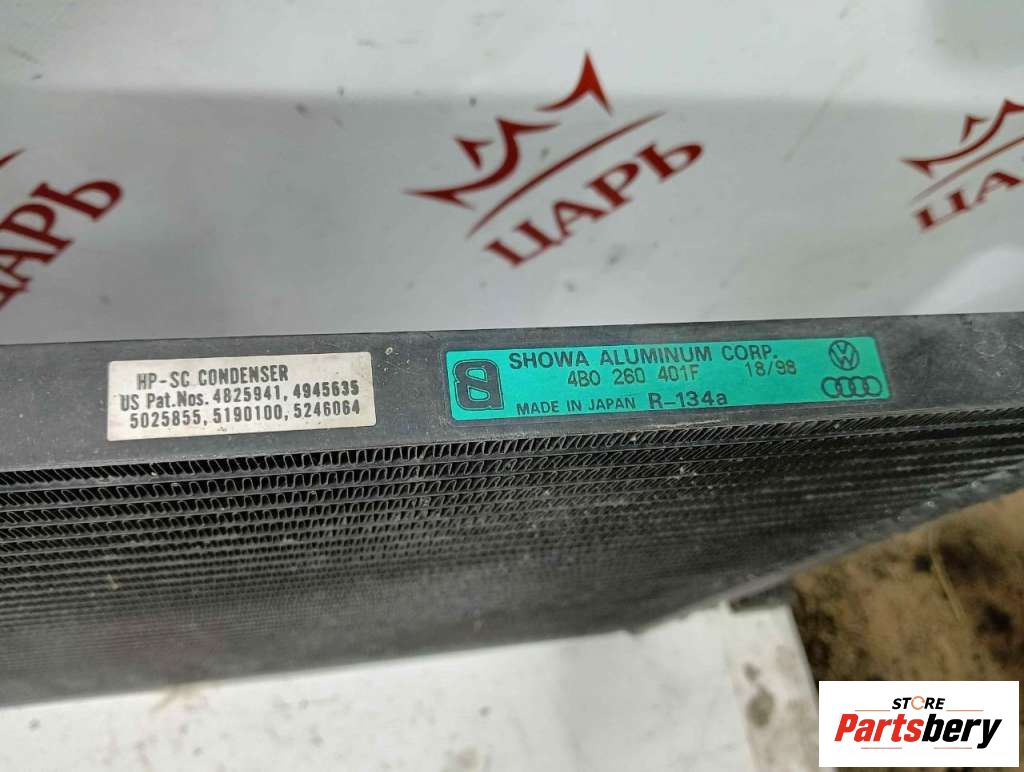 ЦАРЬ
ЦАРЬ
ЦАРЬ
HP-SC CONDENSER
US Pat.Nos. 4825941, 4945635
5025855, 5190100, 5246064
SHOWA ALUMINUM CORP.
4B0 260 401F 18/98
MADE IN JAPAN R-134a
STORE
Partsbery